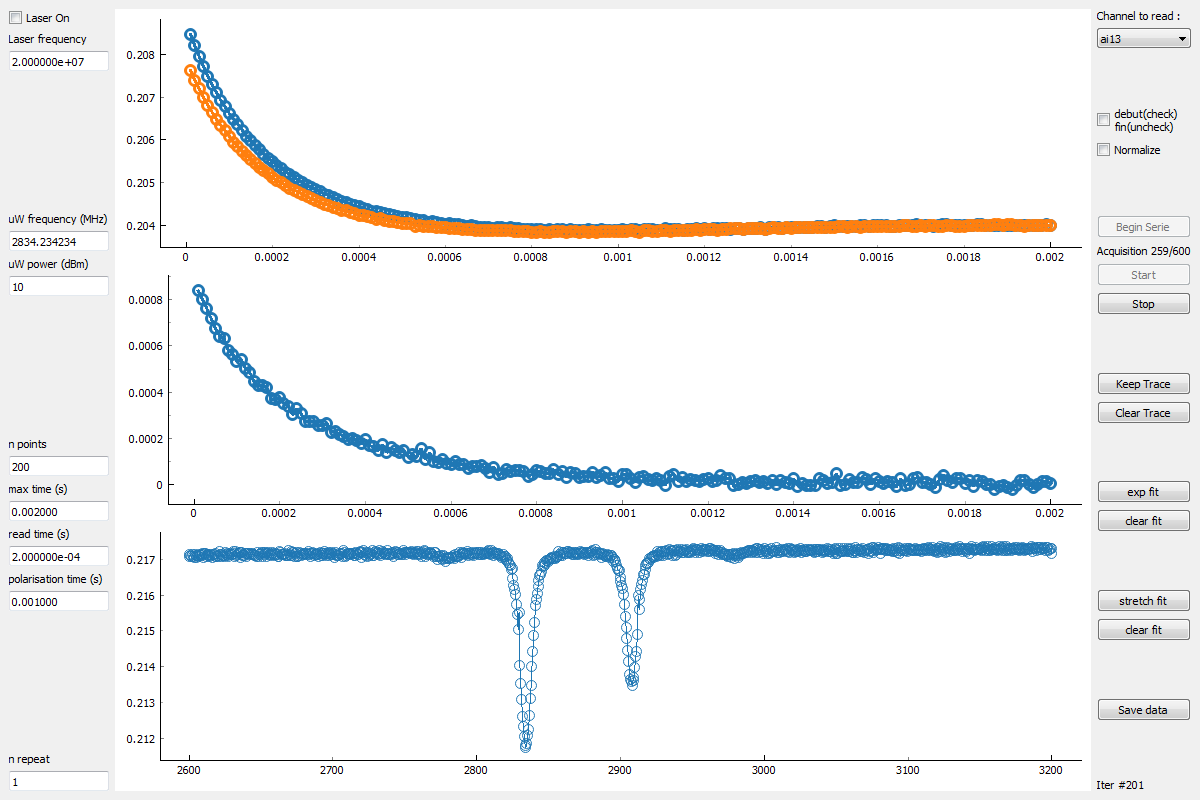 Laser On
Laser frequency
2.000000e+07
uW frequency (MHz)
2834.234234
uW power (dBm)
10
n points
200
max time (s)
0.002000
read time (s)
2.000000e-04
polarisation time (s)
0.001000
n repeat
1
0.208
0.207
0.206
0.205
0.204
0 0.0002 0.0004 0.0006 0.0008 0.001 0.0012 0.0014 0.0016 0.0018 0.002
0.0008
0.0006
0.0004
0.0002
0
0 0.0002 0.0004 0.0006 0.0008 0.001 0.0012 0.0014 0.0016 0.0018 0.002
0.217
0.216
0.215
0.214
0.213
0.212
2600 2700 2800 2900 3000 3100 3200
Channel to read :
ai13
debut(check)
fin(uncheck)
Normalize
Begin Serie
Acquisition 259/600
Start
Stop
Keep Trace
Clear Trace
exp fit
clear fit
stretch fit
clear fit
Save data
Iter #201